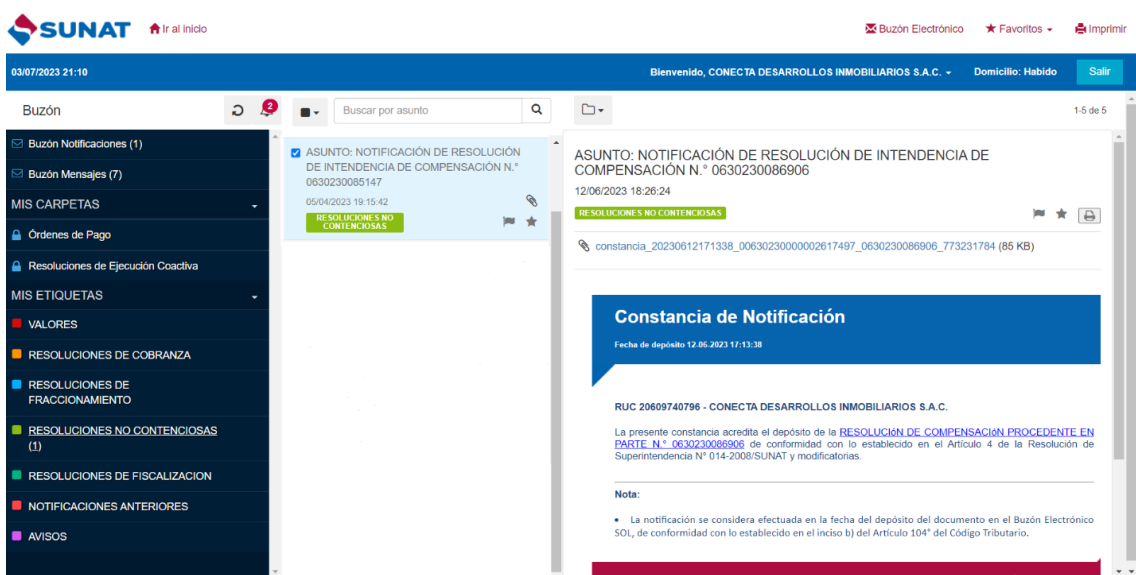 SUNAT Ir al inicio Buzón Electrónico Favoritos Imprimir
03/07/2023 21:10 Bienvenido, CONECTA DESARROLLOS INMOBILIARIOS S.A.C. Domicilio: Habido Salir
Buzón 2
Buzón Notificaciones (1)
Buzón Mensajes (7)
MIS CARPETAS
Órdenes de Pago
Resoluciones de Ejecución Coactiva
MIS ETIQUETAS
VALORES
RESOLUCIONES DE COBRANZA
RESOLUCIONES DE
FRACCIONAMIENTO
RESOLUCIONES NO CONTENCIOSAS
(1)
RESOLUCIONES DE FISCALIZACION
NOTIFICACIONES ANTERIORES
AVISOS
Buscar por asunto
ASUNTO: NOTIFICACIÓN DE RESOLUCIÓN
DE INTENDENCIA DE COMPENSACIÓN N.°
0630230085147
05/04/2023 19:15:42
RESOLUCIONES NO
CONTENCIOSAS
1-5 de 5
ASUNTO: NOTIFICACIÓN DE RESOLUCIÓN DE INTENDENCIA DE
COMPENSACIÓN N.° 0630230086906
12/06/2023 18:26:24
RESOLUCIONES NO CONTENCIOSAS
constancia_20230612171338_00630230000002617497_0630230086906_773231784 (85 KB)
Constancia de Notificación
Fecha de depósito 12-06-2023 17:13:38
RUC 20609740796 - CONECTA DESARROLLOS INMOBILIARIOS S.A.C.
La presente constancia acredita el depósito de la RESOLUCIóN DE COMPENSACIóN PROCEDENTE EN
PARTE N.° 0630230086906 de conformidad con lo establecido en el Artículo 4 de la Resolución de
Superintendencia N° 014-2008/SUNAT y modificatorias.
Nota:
• La notificación se considera efectuada en la fecha del depósito del documento en el Buzón Electrónico
SOL, de conformidad con lo establecido en el inciso b) del Artículo 104° del Código Tributario.